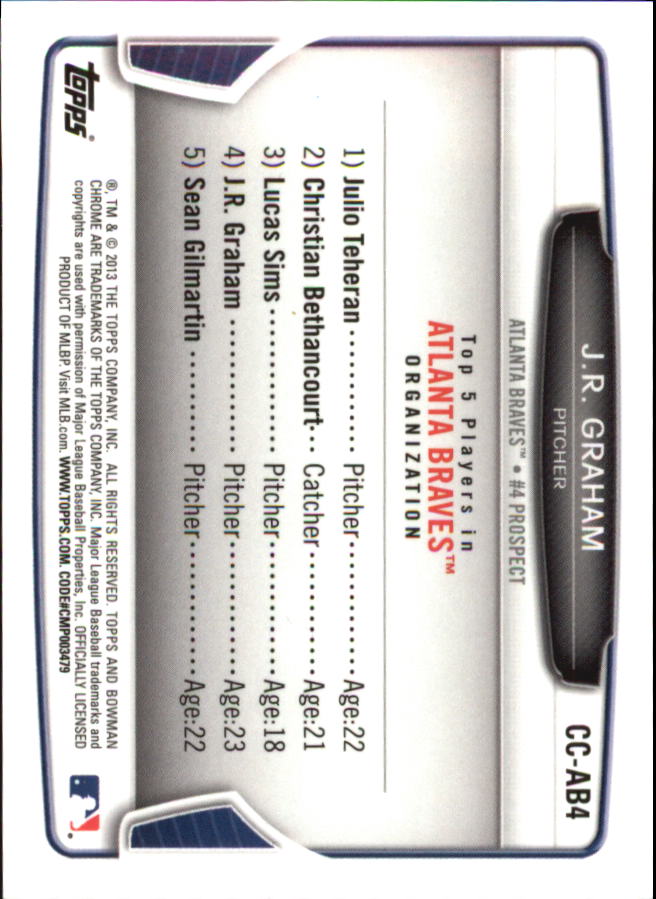 CC-AB4
J.R. GRAHAM
PITCHER
ATLANTA BRAVES™ • #4 PROSPECT
Top 5 Players in
ATLANTA BRAVES™
ORGANIZATION
1) Julio Teheran ............ Pitcher ............ Age:22
2) Christian Bethancourt... Catcher ............ Age:21
3) Lucas Sims ............... Pitcher ............ Age:18
4) J.R. Graham ............. Pitcher ............ Age:23
5) Sean Gilmartin .......... Pitcher ............ Age:22
topps®
®, TM & © 2013 THE TOPPS COMPANY, INC. ALL RIGHTS RESERVED. TOPPS AND BOWMAN
CHROME ARE TRADEMARKS OF THE TOPPS COMPANY, INC. Major League Baseball trademarks and
copyrights are used with permission of Major League Baseball Properties, Inc. OFFICIALLY LICENSED
PRODUCT OF MLBP. Visit MLB.com. WWW.TOPPS.COM. CODE#CMP003479